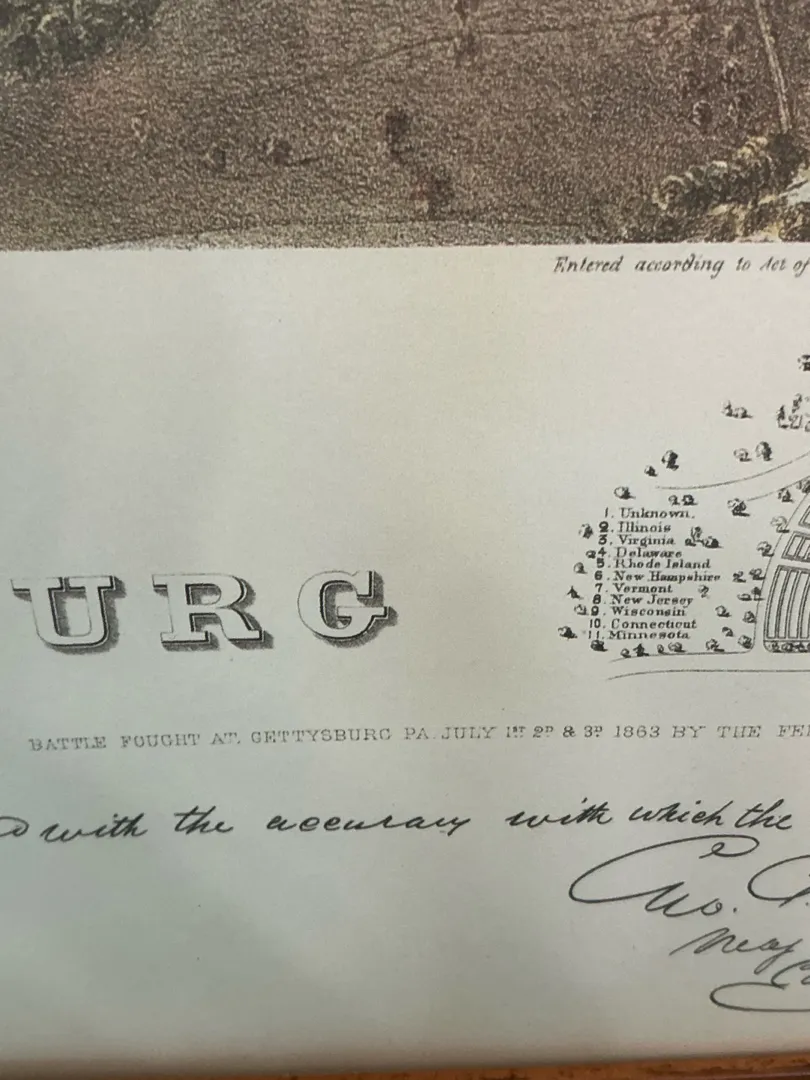 Entered according to Act of
1. Unknown.
2. Illinois
3. Virginia
4. Delaware
5. Rhode Island
6. New Hampshire
7. Vermont
8. New Jersey
9. Wisconsin
10. Connecticut
11. Minnesota
URG
BATTLE FOUGHT AT, GETTYSBURG PA. JULY 1ST 2D & 3D 1863 BY THE FE
with the accuracy with which the
Geo.